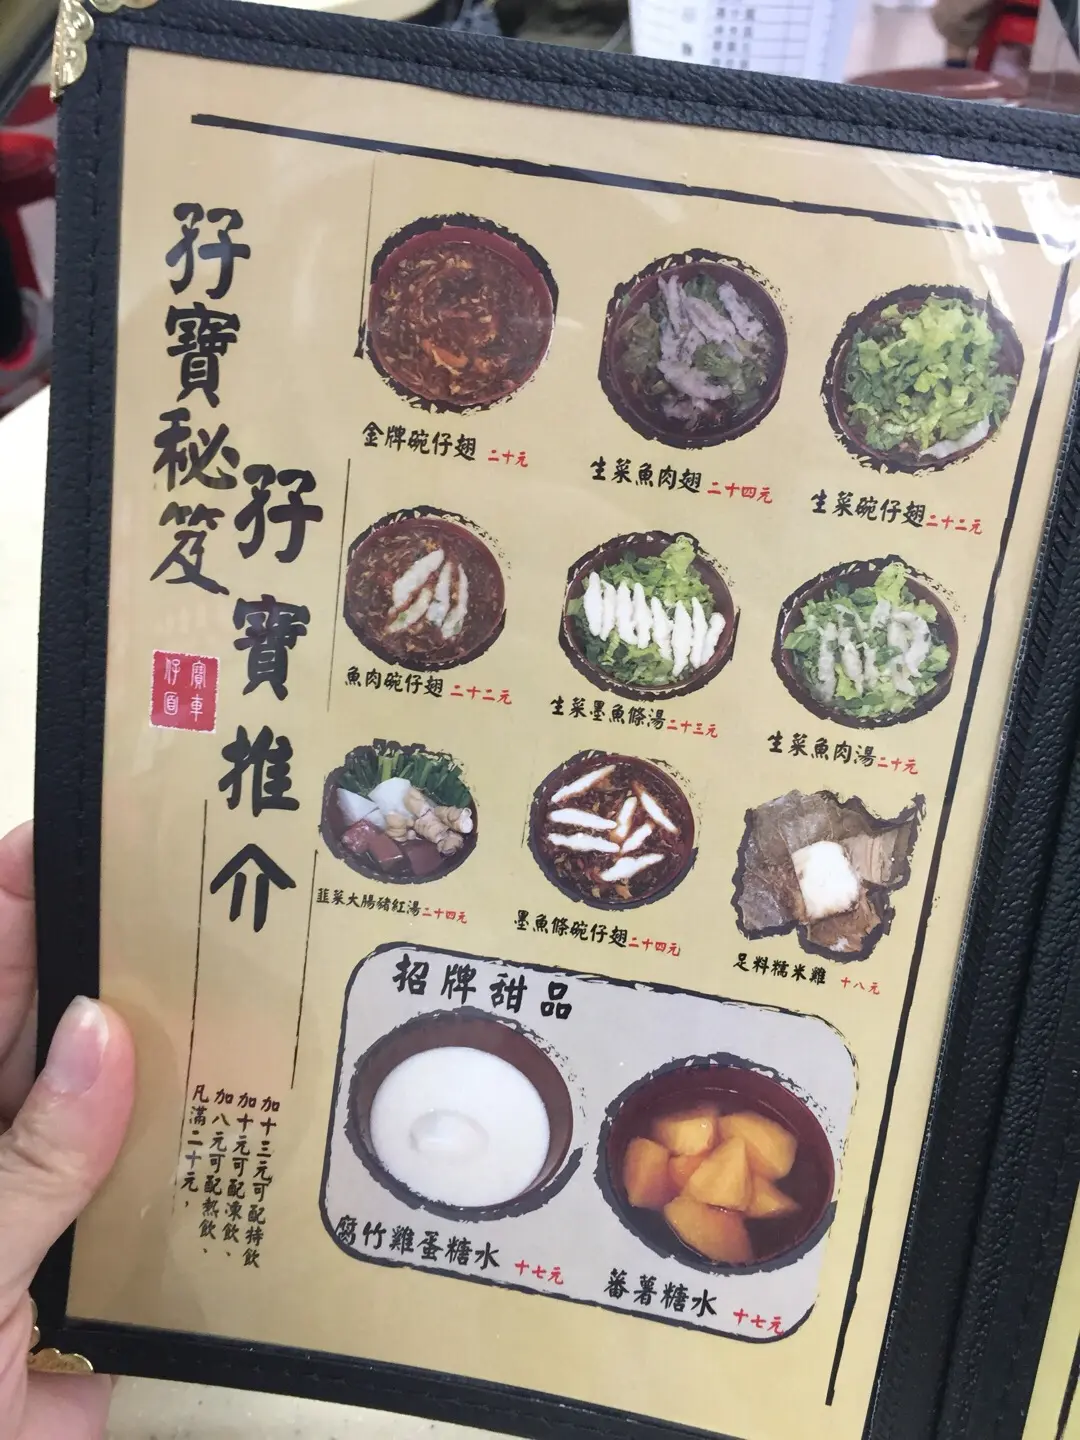 孖寶秘笈
孖寶推介
寶車
仔面
金牌碗仔翅 二十元
生菜魚肉翅 二十四元
生菜碗仔翅 二十二元
魚肉碗仔翅 二十二元
生菜墨魚條湯 二十三元
生菜魚肉湯 二十元
韮菜大腸豬紅湯 二十四元
墨魚條碗仔翅 二十四元
足料糯米雞 十八元
招牌甜品
腐竹雞蛋糖水 十七元
蕃薯糖水 十七元
凡滿二十元，
加八元可配熱飲、
加十元可配凍飲、
加十三元可配特飲